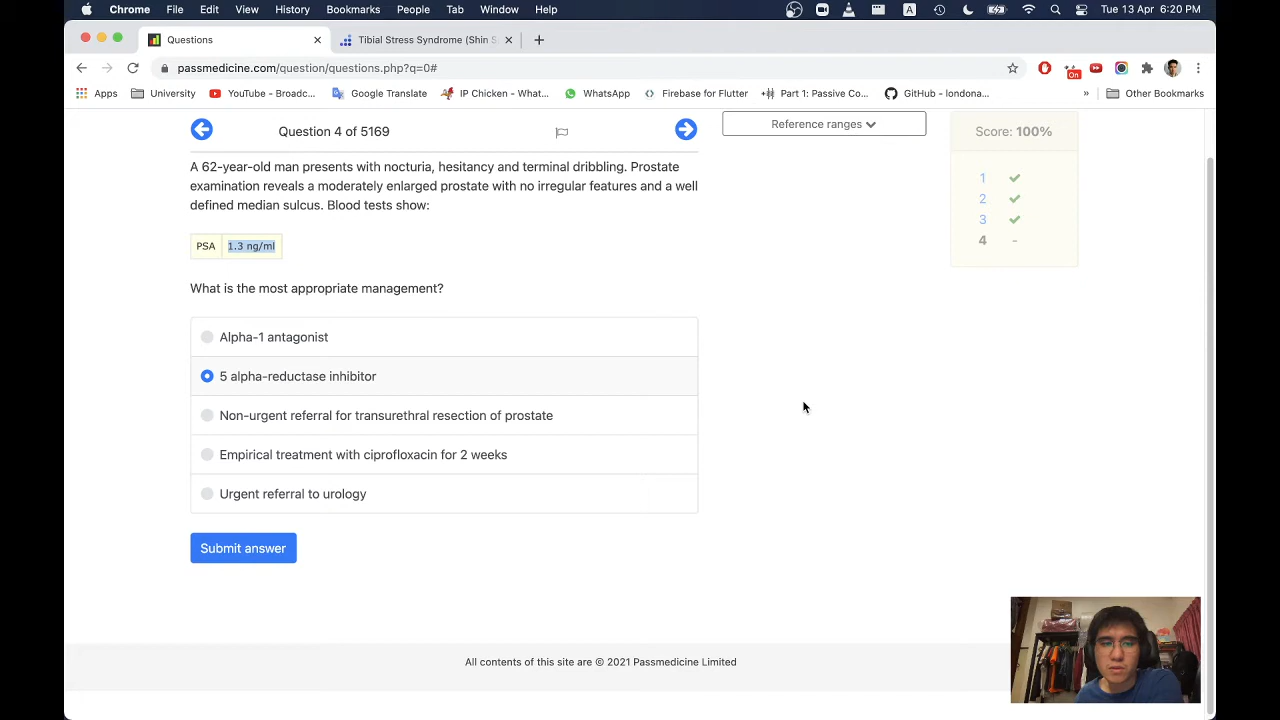 Chrome File Edit View History Bookmarks People Tab Window Help
A
Tue 13 Apr 6:20 PM
Questions
Tibial Stress Syndrome (Shin S
passmedicine.com/question/questions.php?q=0#
On
Apps
University
YouTube - Broadc...
Google Translate
IP Chicken - What...
WhatsApp
Firebase for Flutter
Part 1: Passive Co...
GitHub - londona...
»
Other Bookmarks
Question 4 of 5169
Reference ranges
Score: 100%
A 62-year-old man presents with nocturia, hesitancy and terminal dribbling. Prostate
examination reveals a moderately enlarged prostate with no irregular features and a well
defined median sulcus. Blood tests show:
1
2
3
4 -
PSA 1.3 ng/ml
What is the most appropriate management?
Alpha-1 antagonist
5 alpha-reductase inhibitor
Non-urgent referral for transurethral resection of prostate
Empirical treatment with ciprofloxacin for 2 weeks
Urgent referral to urology
Submit answer
All contents of this site are © 2021 Passmedicine Limited